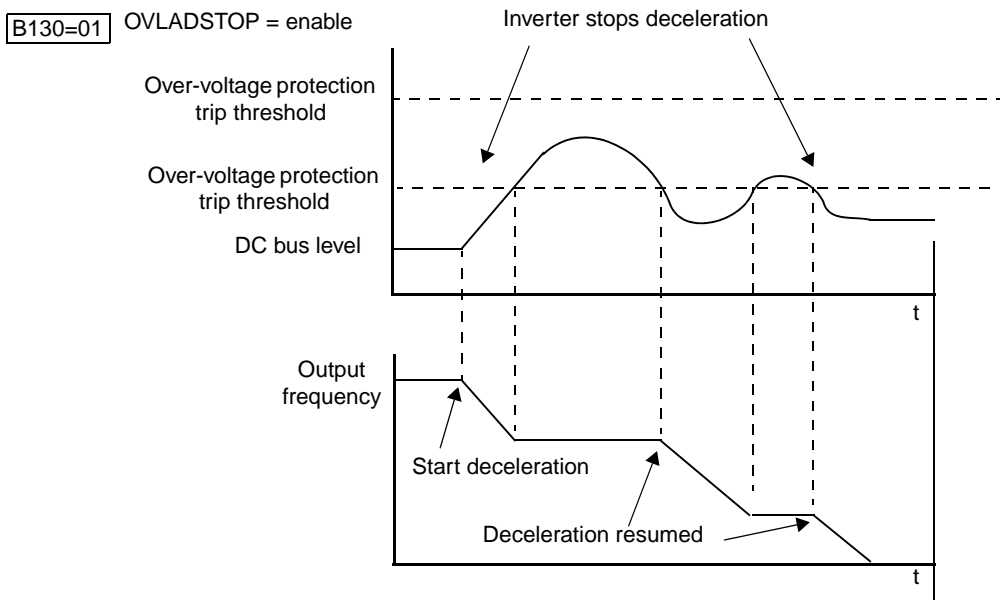 B130=01 OVLADSTOP = enable
Inverter stops deceleration
Over-voltage protection
trip threshold
Over-voltage protection
trip threshold
DC bus level
t
Output
frequency
Start deceleration
Deceleration resumed
t